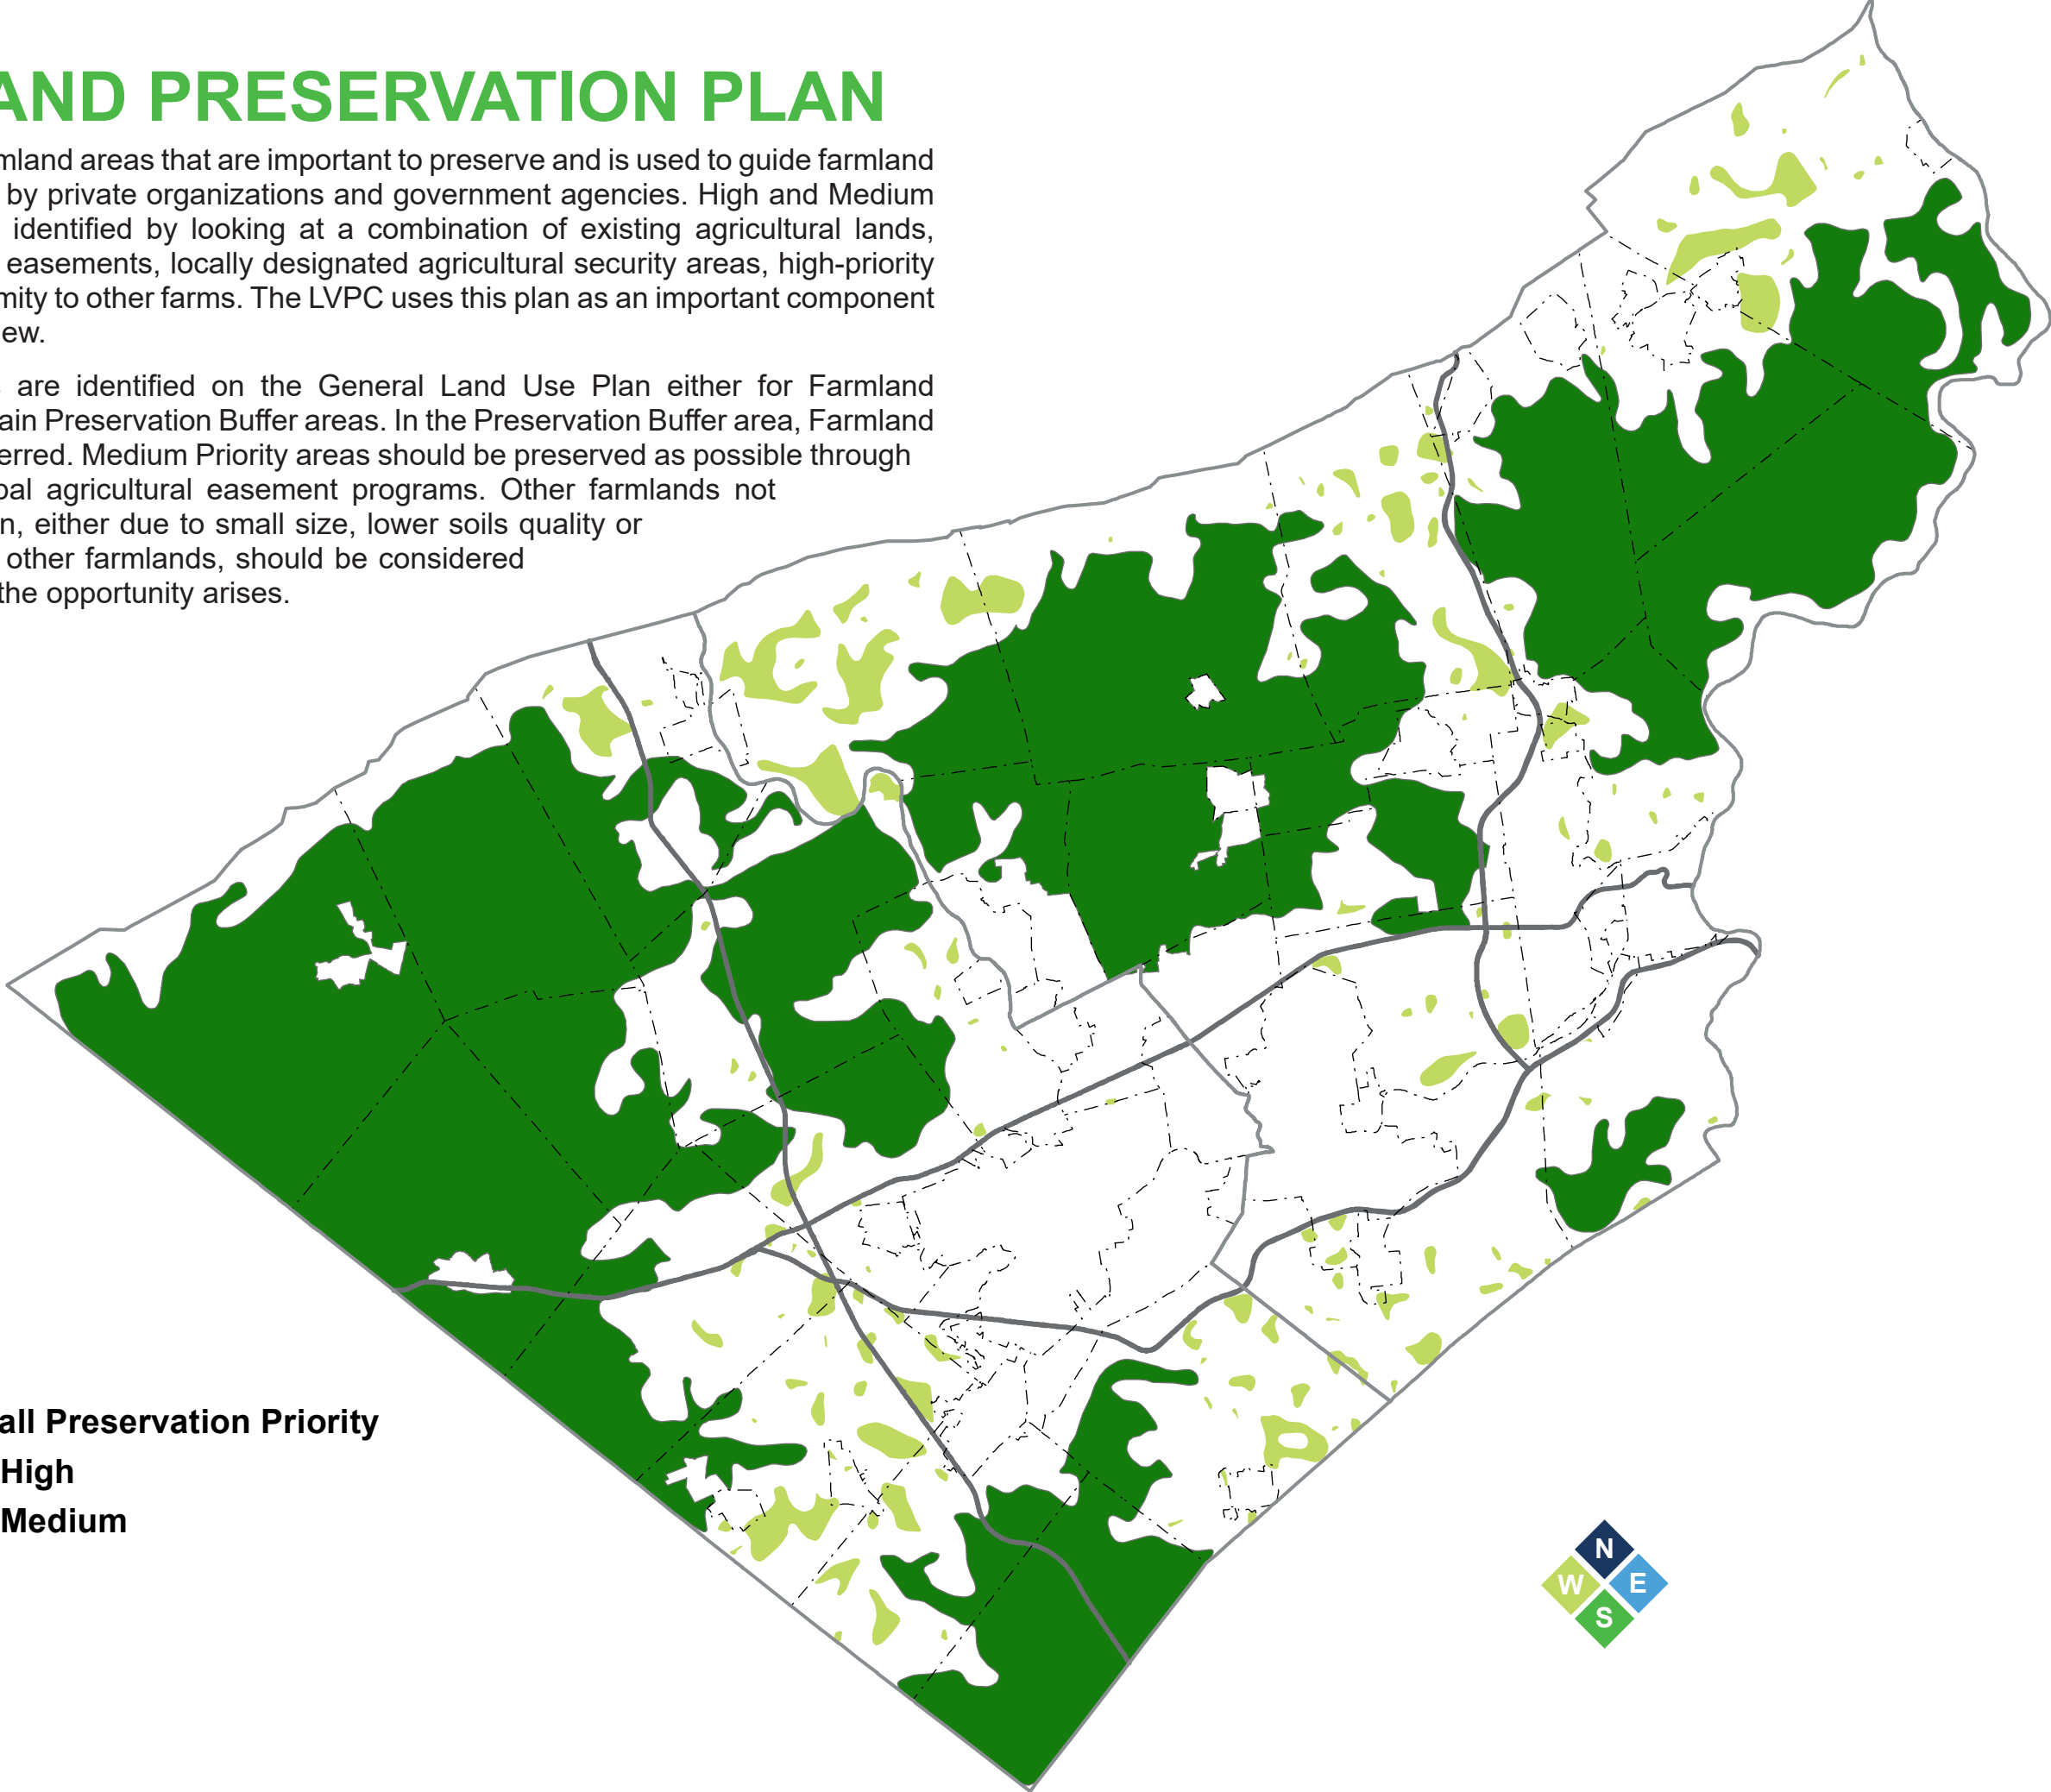 AND PRESERVATION PLAN
mland areas that are important to preserve and is used to guide farmland
by private organizations and government agencies. High and Medium
identified by looking at a combination of existing agricultural lands,
easements, locally designated agricultural security areas, high-priority
mity to other farms. The LVPC uses this plan as an important component
ew.
are identified on the General Land Use Plan either for Farmland
ain Preservation Buffer areas. In the Preservation Buffer area, Farmland
erred. Medium Priority areas should be preserved as possible through
pal agricultural easement programs. Other farmlands not
n, either due to small size, lower soils quality or
other farmlands, should be considered
the opportunity arises.
all Preservation Priority
High
Medium
N
W E
S